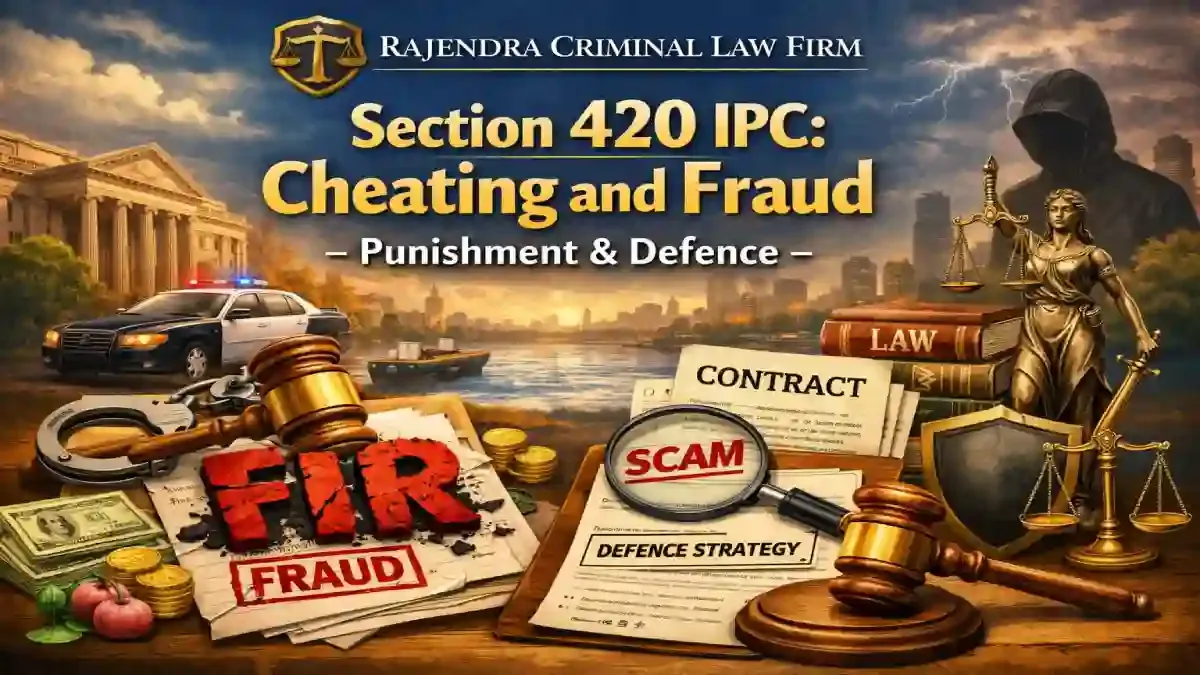 Rajendra Criminal Law Firm
Section 420 IPC:
Cheating and Fraud
– Punishment & Defence –
LAW
CONTRACT
SCAM
FIR
DEFENCE STRATEGY
FRAUD